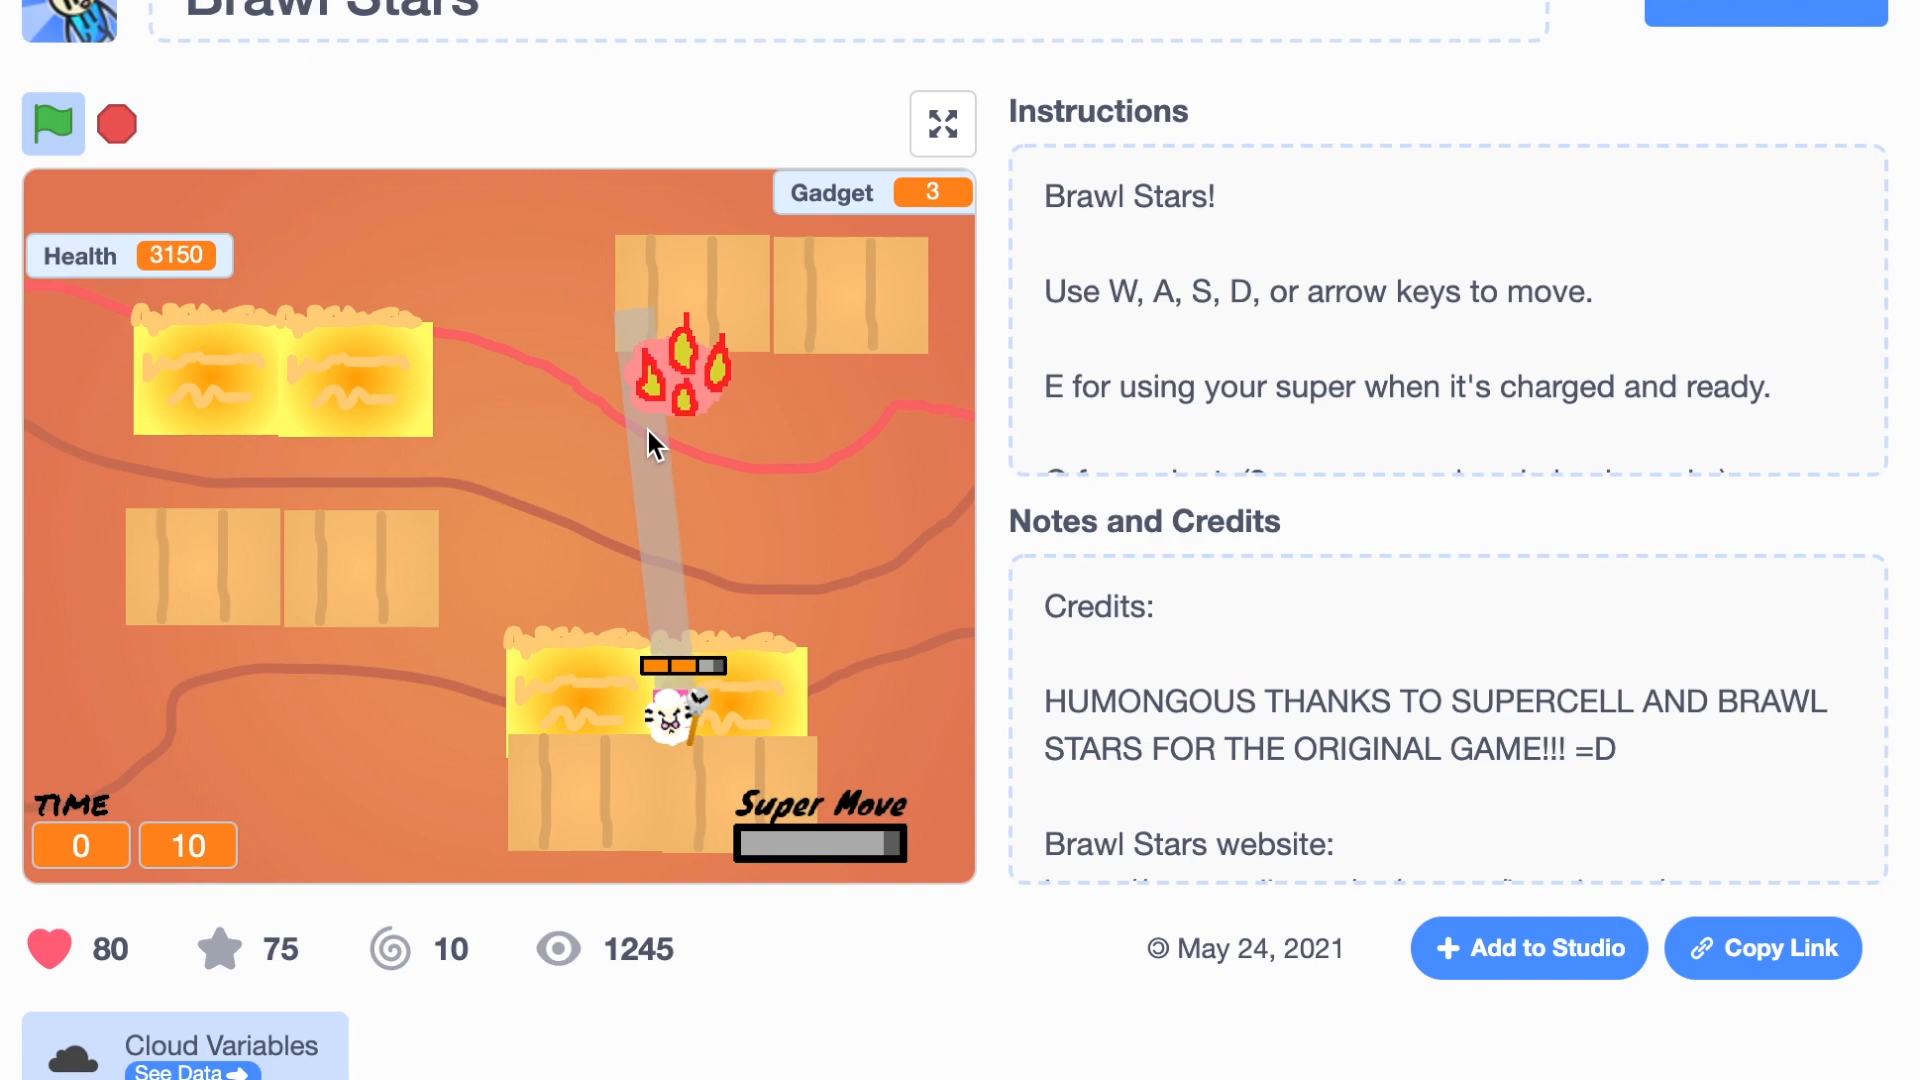 Brawl Stars
Instructions
Gadget 3
Health 3150
Brawl Stars!
Use W, A, S, D, or arrow keys to move.
E for using your super when it's charged and ready.
Notes and Credits
Credits:
HUMONGOUS THANKS TO SUPERCELL AND BRAWL
STARS FOR THE ORIGINAL GAME!!! =D
Brawl Stars website:
TIME
0 10
Super Move
80 75 10 1245
© May 24, 2021
Add to Studio
Copy Link
Cloud Variables
See Data